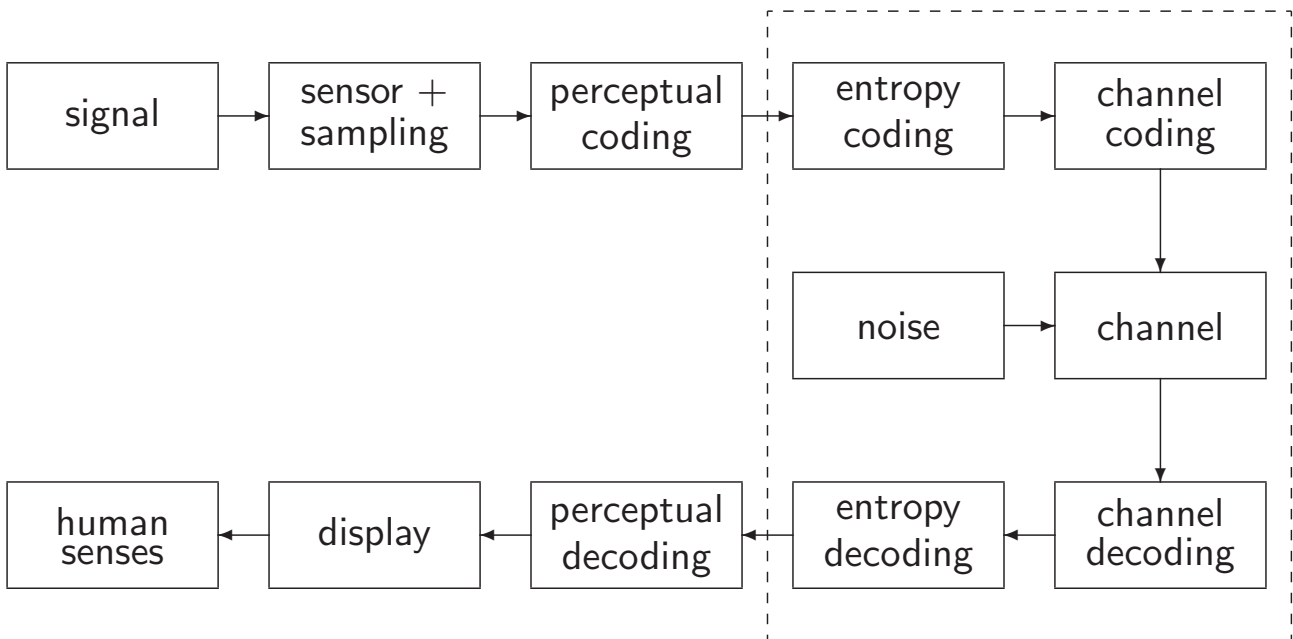 signal
sensor +
sampling
perceptual
coding
entropy
coding
channel
coding
noise
channel
human
senses
display
perceptual
decoding
entropy
decoding
channel
decoding